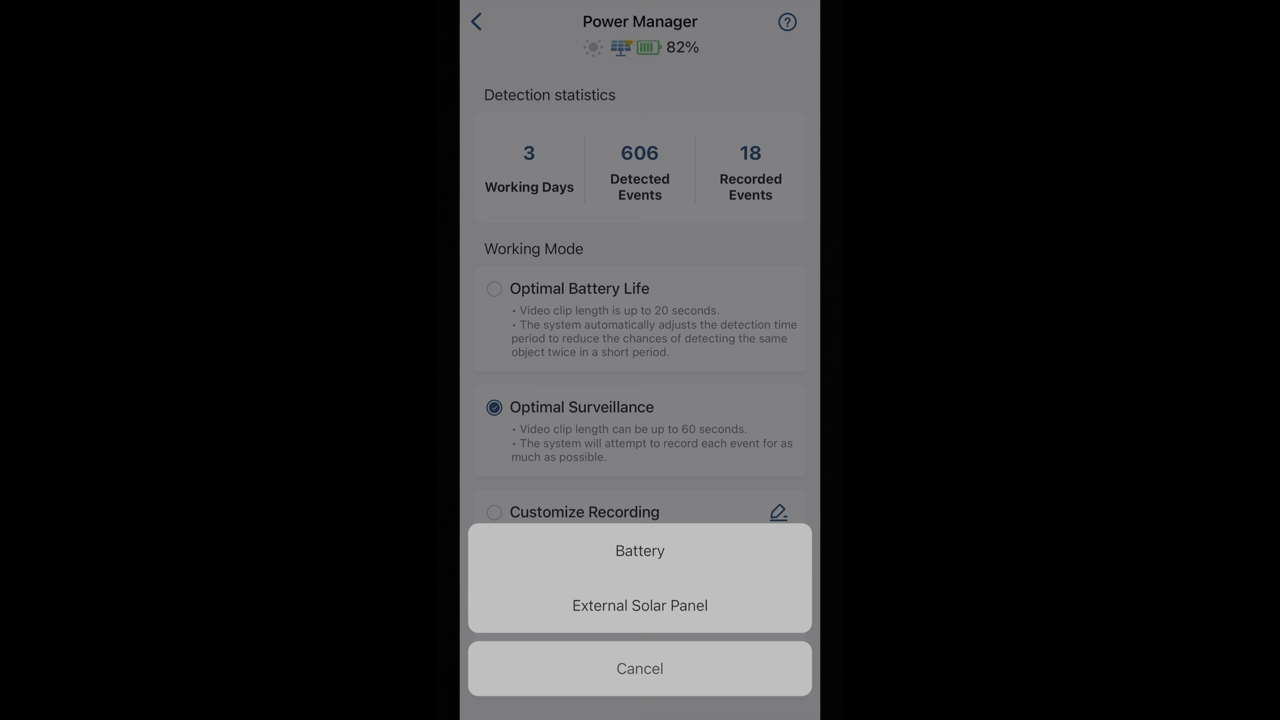 Power Manager
82%
Detection statistics
3
606
18
Working Days
Detected
Events
Recorded
Events
Working Mode
Optimal Battery Life
• Video clip length is up to 20 seconds.
• The system automatically adjusts the detection time
period to reduce the chances of detecting the same
object twice in a short period.
Optimal Surveillance
• Video clip length can be up to 60 seconds.
• The system will attempt to record each event for as
much as possible.
Customize Recording
Battery
External Solar Panel
Cancel